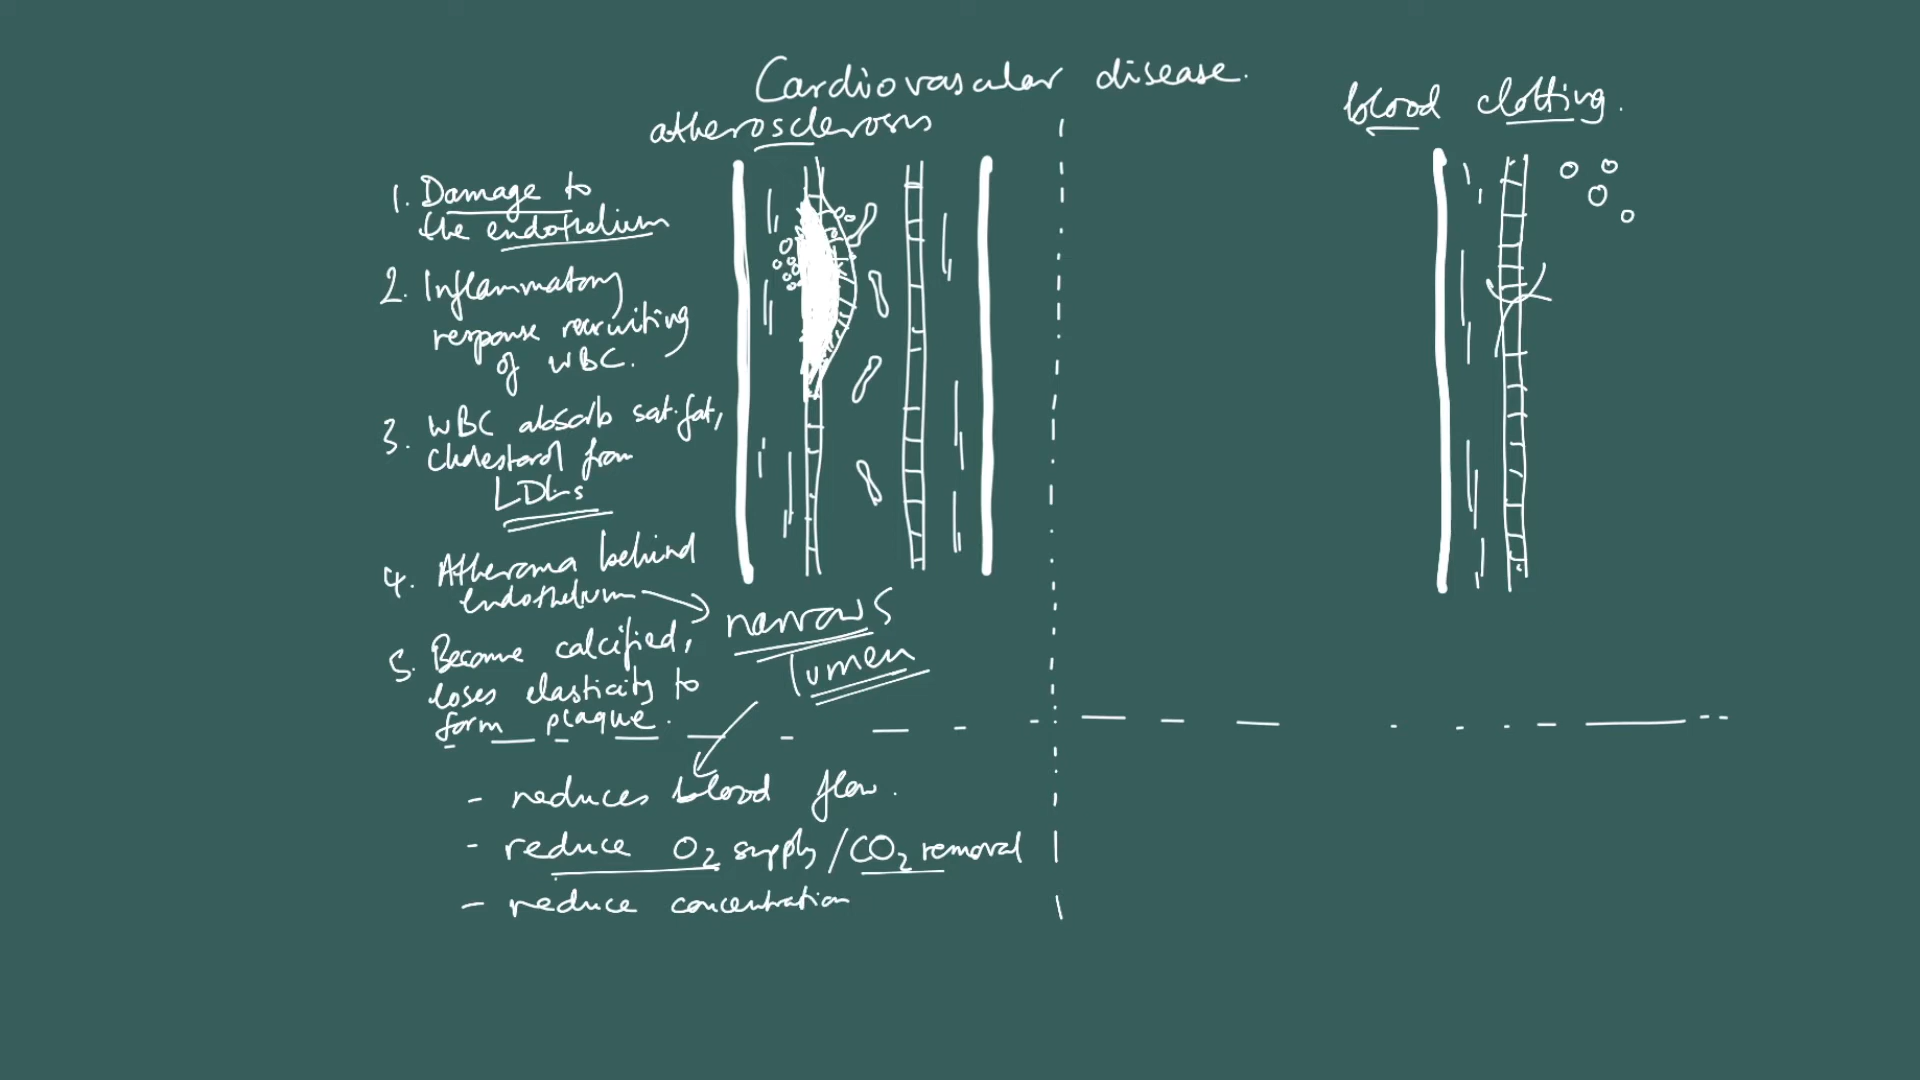 Cardiovascular disease.
atherosclerosis
1. Damage to
the endothelium
2. Inflammatory
response recruiting
of WBC.
3. WBC absorb sat.fat,
cholesterol from
LDLs
4. Atheroma behind
endothelium
narrows
lumen
5. Become calcified,
loses elasticity to
form plaque.
- reduces blood flow.
- reduce O₂ supply/CO₂ removal
- reduce concentration
blood clotting.